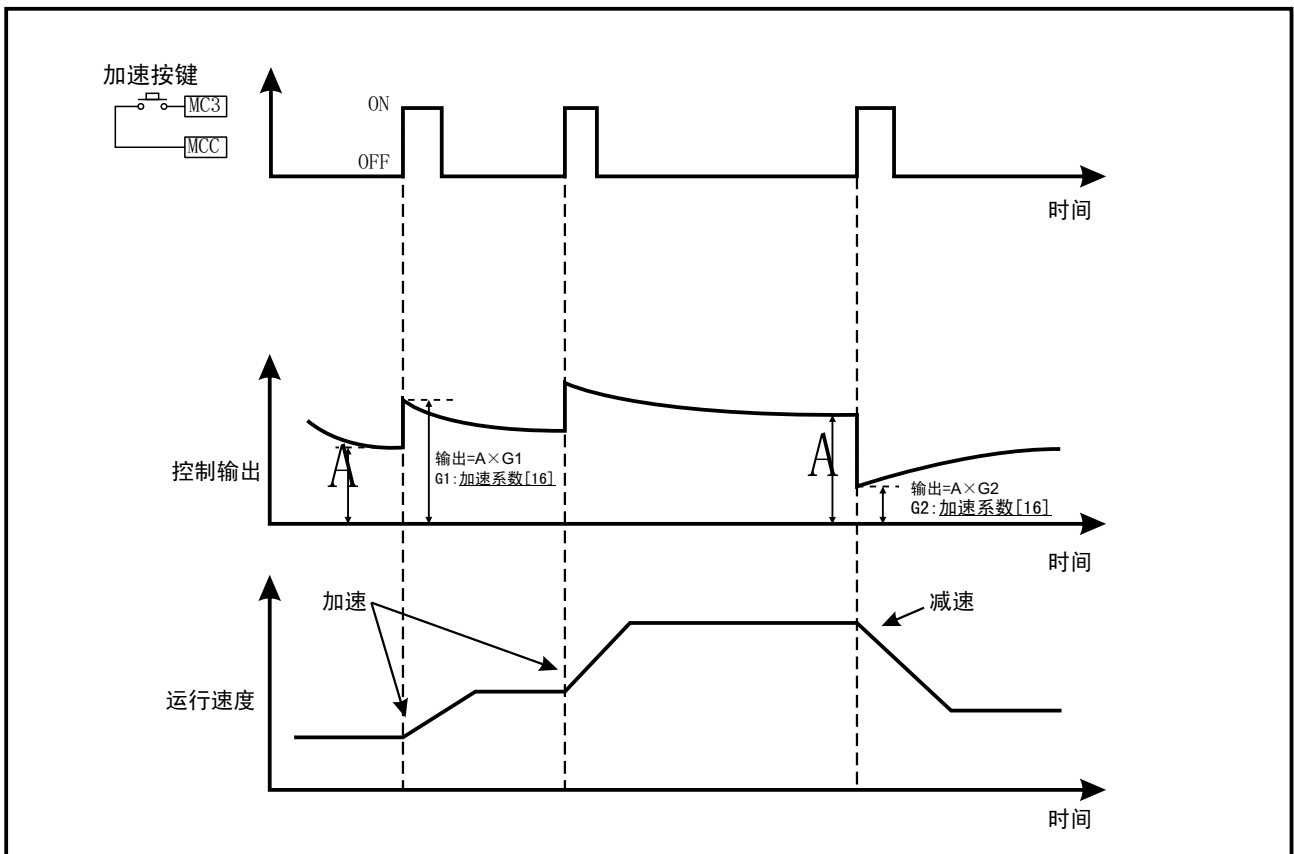 加速按键
MC3
MCC
ON
OFF
时间
控制输出
A
输出=A×G1
G1:加速系数[16]
A
输出=A×G2
G2:加速系数[16]
时间
加速
减速
运行速度
时间